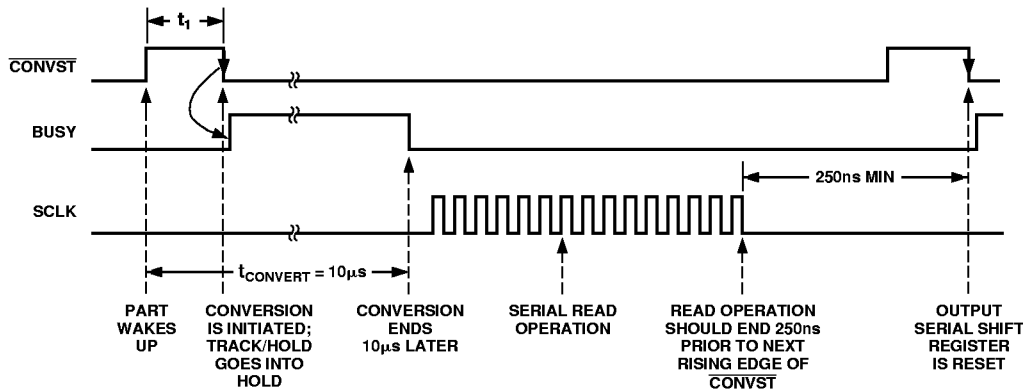 t1
CONVST
BUSY
250ns MIN
SCLK
tCONVERT = 10μs
PART
WAKES
UP
CONVERSION
IS INITIATED;
TRACK/HOLD
GOES INTO
HOLD
CONVERSION
ENDS
10μs LATER
SERIAL READ
OPERATION
READ OPERATION
SHOULD END 250ns
PRIOR TO NEXT
RISING EDGE OF
CONVST
OUTPUT
SERIAL SHIFT
REGISTER
IS RESET